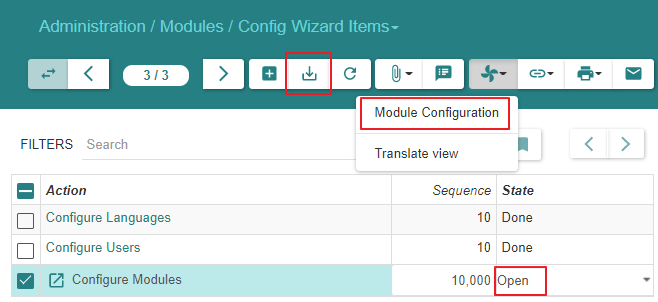 Administration / Modules / Config Wizard Items
3 / 3
Module Configuration
Translate view
FILTERS Search
Action Sequence State
Configure Languages 10 Done
Configure Users 10 Done
Configure Modules 10,000 Open